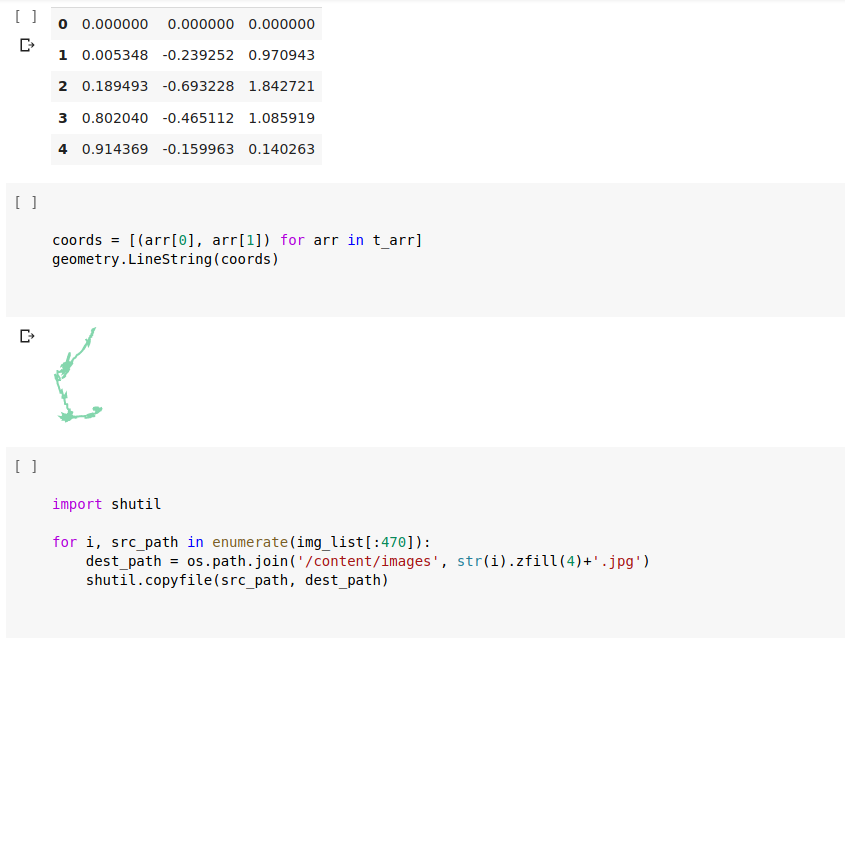 [ ]
0 0.000000 0.000000 0.000000
1 0.005348 -0.239252 0.970943
2 0.189493 -0.693228 1.842721
3 0.802040 -0.465112 1.085919
4 0.914369 -0.159963 0.140263
[ ]
coords = [(arr[0], arr[1]) for arr in t_arr]
geometry.LineString(coords)
[ ]
import shutil
for i, src_path in enumerate(img_list[:470]):
    dest_path = os.path.join('/content/images', str(i).zfill(4)+'.jpg')
    shutil.copyfile(src_path, dest_path)